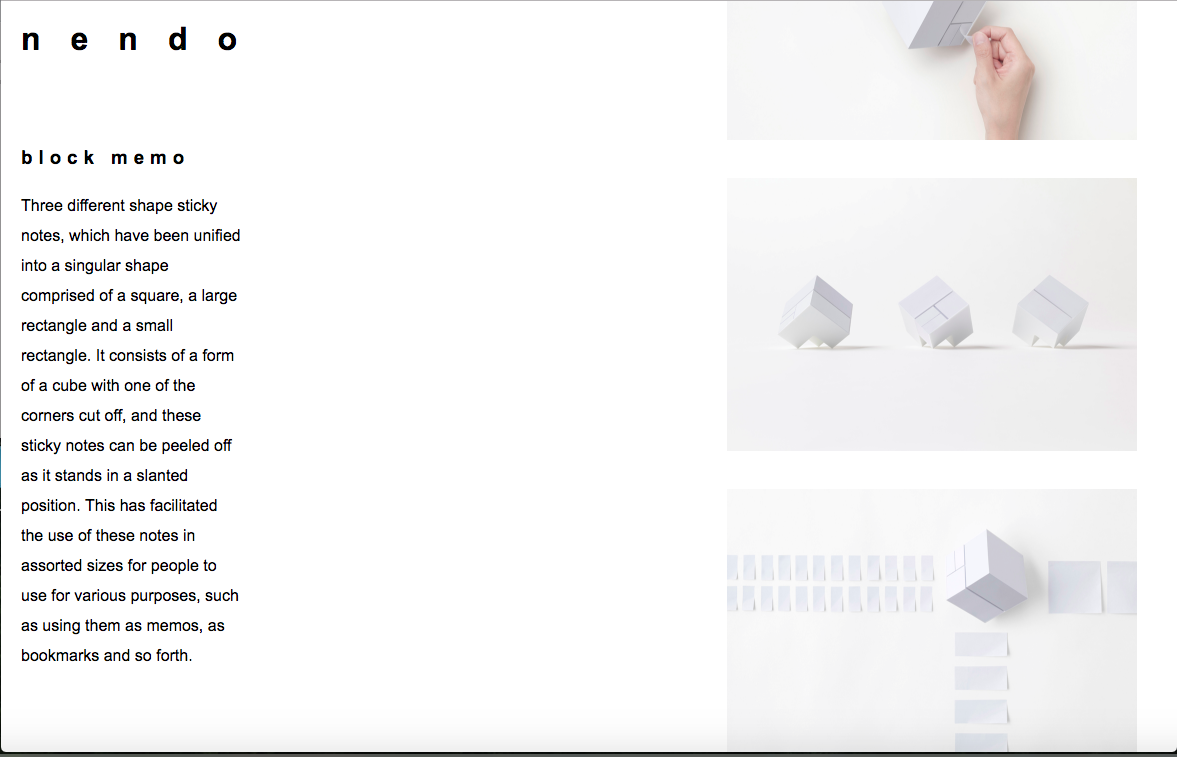 nendo
block memo
Three different shape sticky
notes, which have been unified
into a singular shape
comprised of a square, a large
rectangle and a small
rectangle. It consists of a form
of a cube with one of the
corners cut off, and these
sticky notes can be peeled off
as it stands in a slanted
position. This has facilitated
the use of these notes in
assorted sizes for people to
use for various purposes, such
as using them as memos, as
bookmarks and so forth.